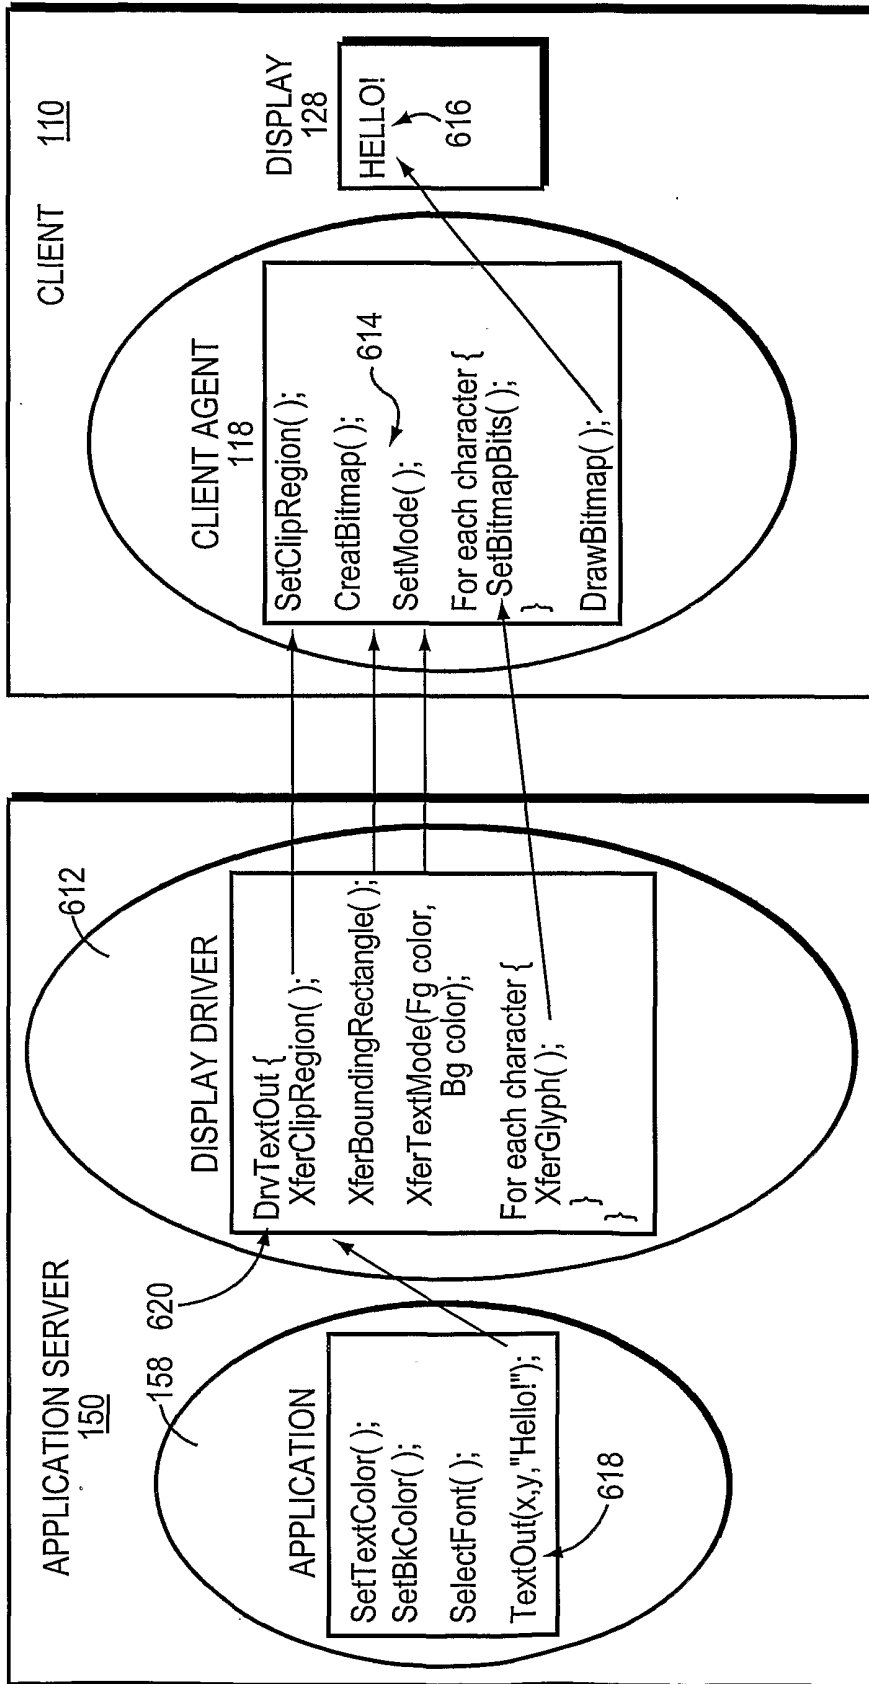 APPLICATION SERVER
150
158
APPLICATION
SetTextColor( );
SetBkColor( );
SelectFont( );
TextOut(x,y,"Hello!");
618
620
612
DISPLAY DRIVER
DrvTextOut {
XferClipRegion( );
XferBoundingRectangle( );
XferTextMode(Fg color,
Bg color);
For each character {
XferGlyph( );
}
}
CLIENT 110
CLIENT AGENT
118
SetClipRegion( );
CreatBitmap( );
SetMode( );
614
For each character {
SetBitmapBits( );
}
DrawBitmap( );
DISPLAY
128
HELLO!
616